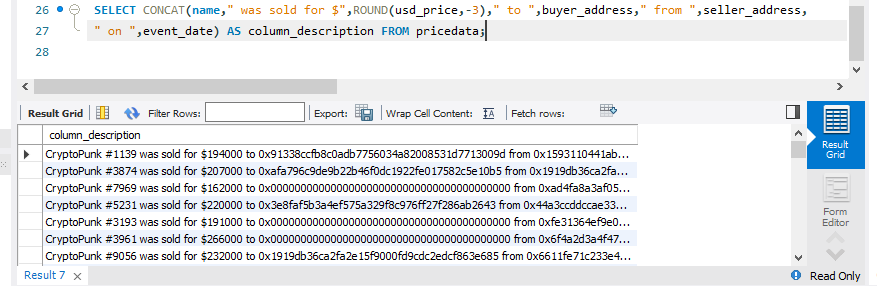 26 SELECT CONCAT(name," was sold for $",ROUND(usd_price,-3)," to ",buyer_address," from ",seller_address,
27 " on ",event_date) AS column_description FROM pricedata;
28
Result Grid Filter Rows: Export: Wrap Cell Content: Fetch rows:
column_description
CryptoPunk #1139 was sold for $194000 to 0x91338ccfb8c0adb7756034a82008531d7713009d from 0x1593110441ab...
CryptoPunk #3874 was sold for $207000 to 0xafa796c9de9b22b46f0dc1922fe017582c5e10b5 from 0x1919db36ca2fa...
CryptoPunk #7969 was sold for $162000 to 0x0000000000000000000000000000000000000000 from 0xad4fa8a3af05...
CryptoPunk #5231 was sold for $220000 to 0x3e8faf5b3a4ef575a329f8c976ff27f286ab2643 from 0x44a3ccddccae33...
CryptoPunk #3193 was sold for $191000 to 0x0000000000000000000000000000000000000000 from 0xfe31364ef9e0...
CryptoPunk #3961 was sold for $266000 to 0x0000000000000000000000000000000000000000 from 0x6f4a2d3a4f47...
CryptoPunk #9056 was sold for $232000 to 0x1919db36ca2fa2e15f9000fd9cdc2edcf863e685 from 0x6611fe71c233e4...
Result
Grid
Form
Editor
Result 7
Read Only